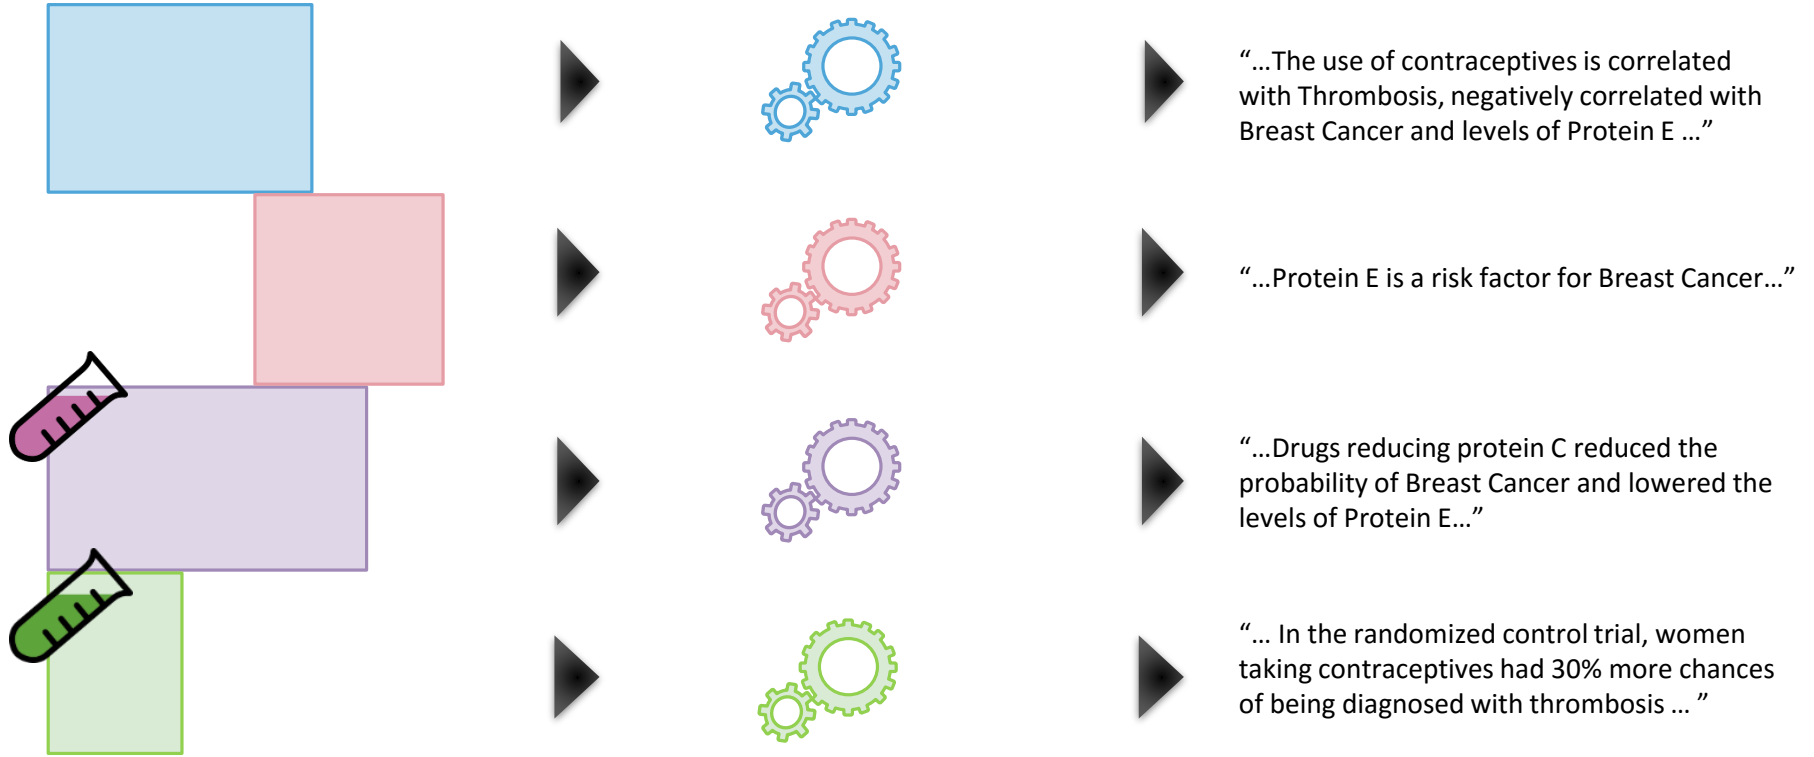 “…The use of contraceptives is correlated
with Thrombosis, negatively correlated with
Breast Cancer and levels of Protein E …”
“…Protein E is a risk factor for Breast Cancer…”
“…Drugs reducing protein C reduced the
probability of Breast Cancer and lowered the
levels of Protein E…”
“… In the randomized control trial, women
taking contraceptives had 30% more chances
of being diagnosed with thrombosis … ”